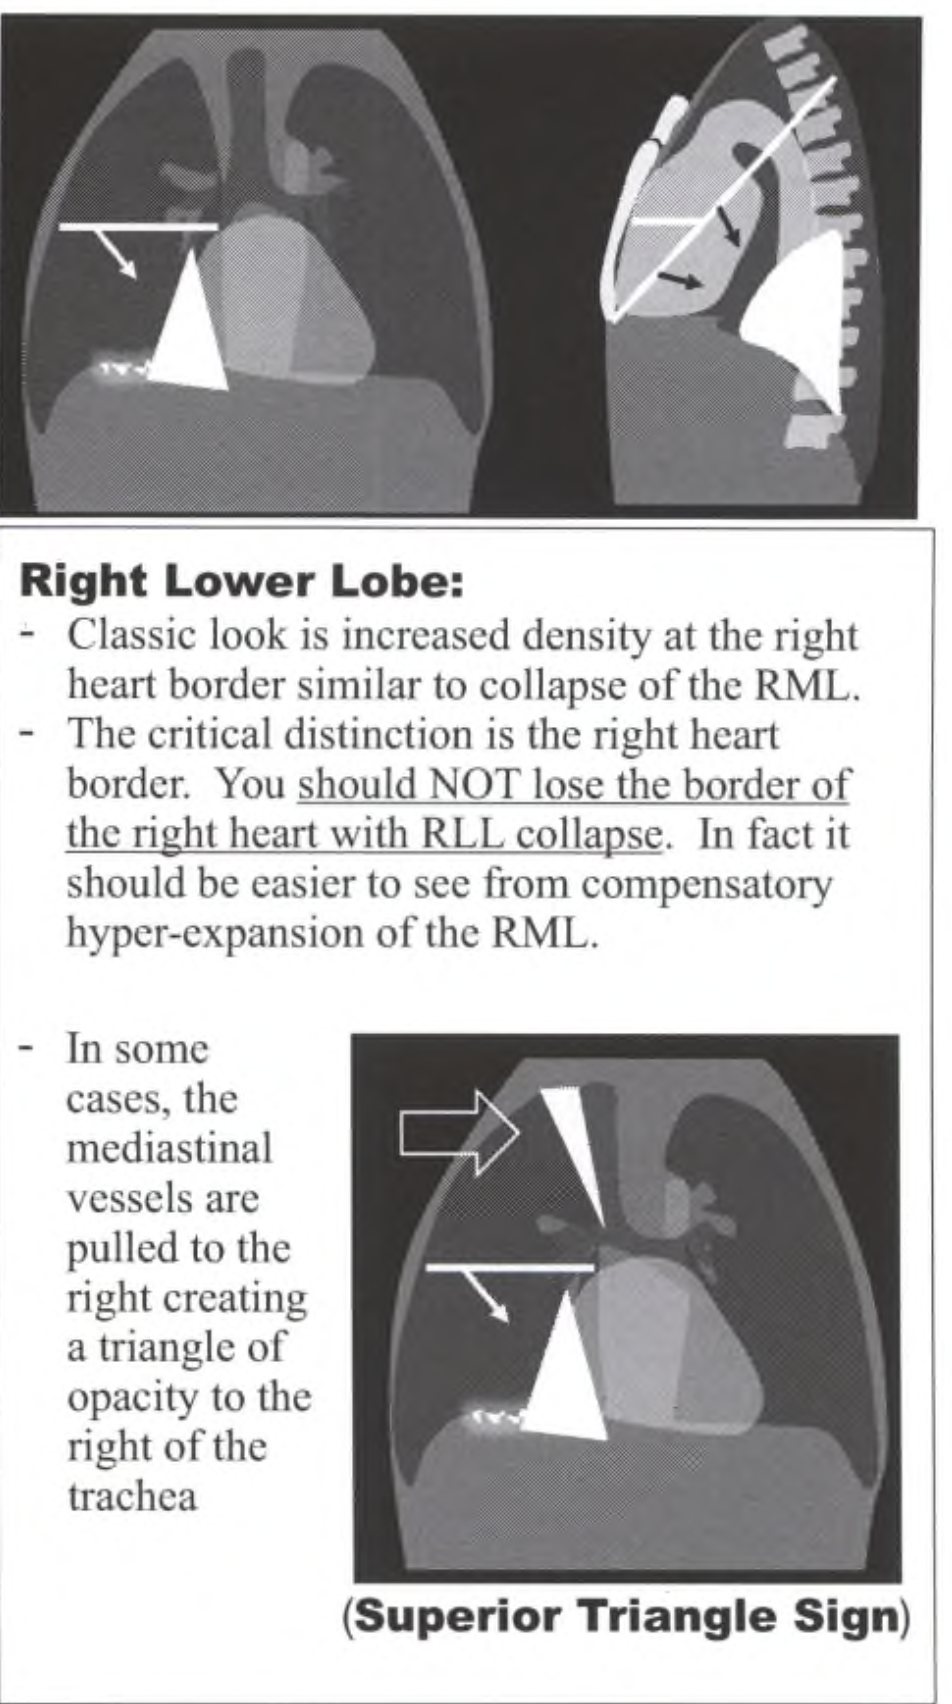 Right Lower Lobe:
- Classic look is increased density at the right
heart border similar to collapse of the RML.
- The critical distinction is the right heart
border. You should NOT lose the border of
the right heart with RLL collapse. In fact it
should be easier to see from compensatory
hyper-expansion of the RML.
- In some
cases, the
mediastinal
vessels are
pulled to the
right creating
a triangle of
opacity to the
right of the
trachea
(Superior Triangle Sign)